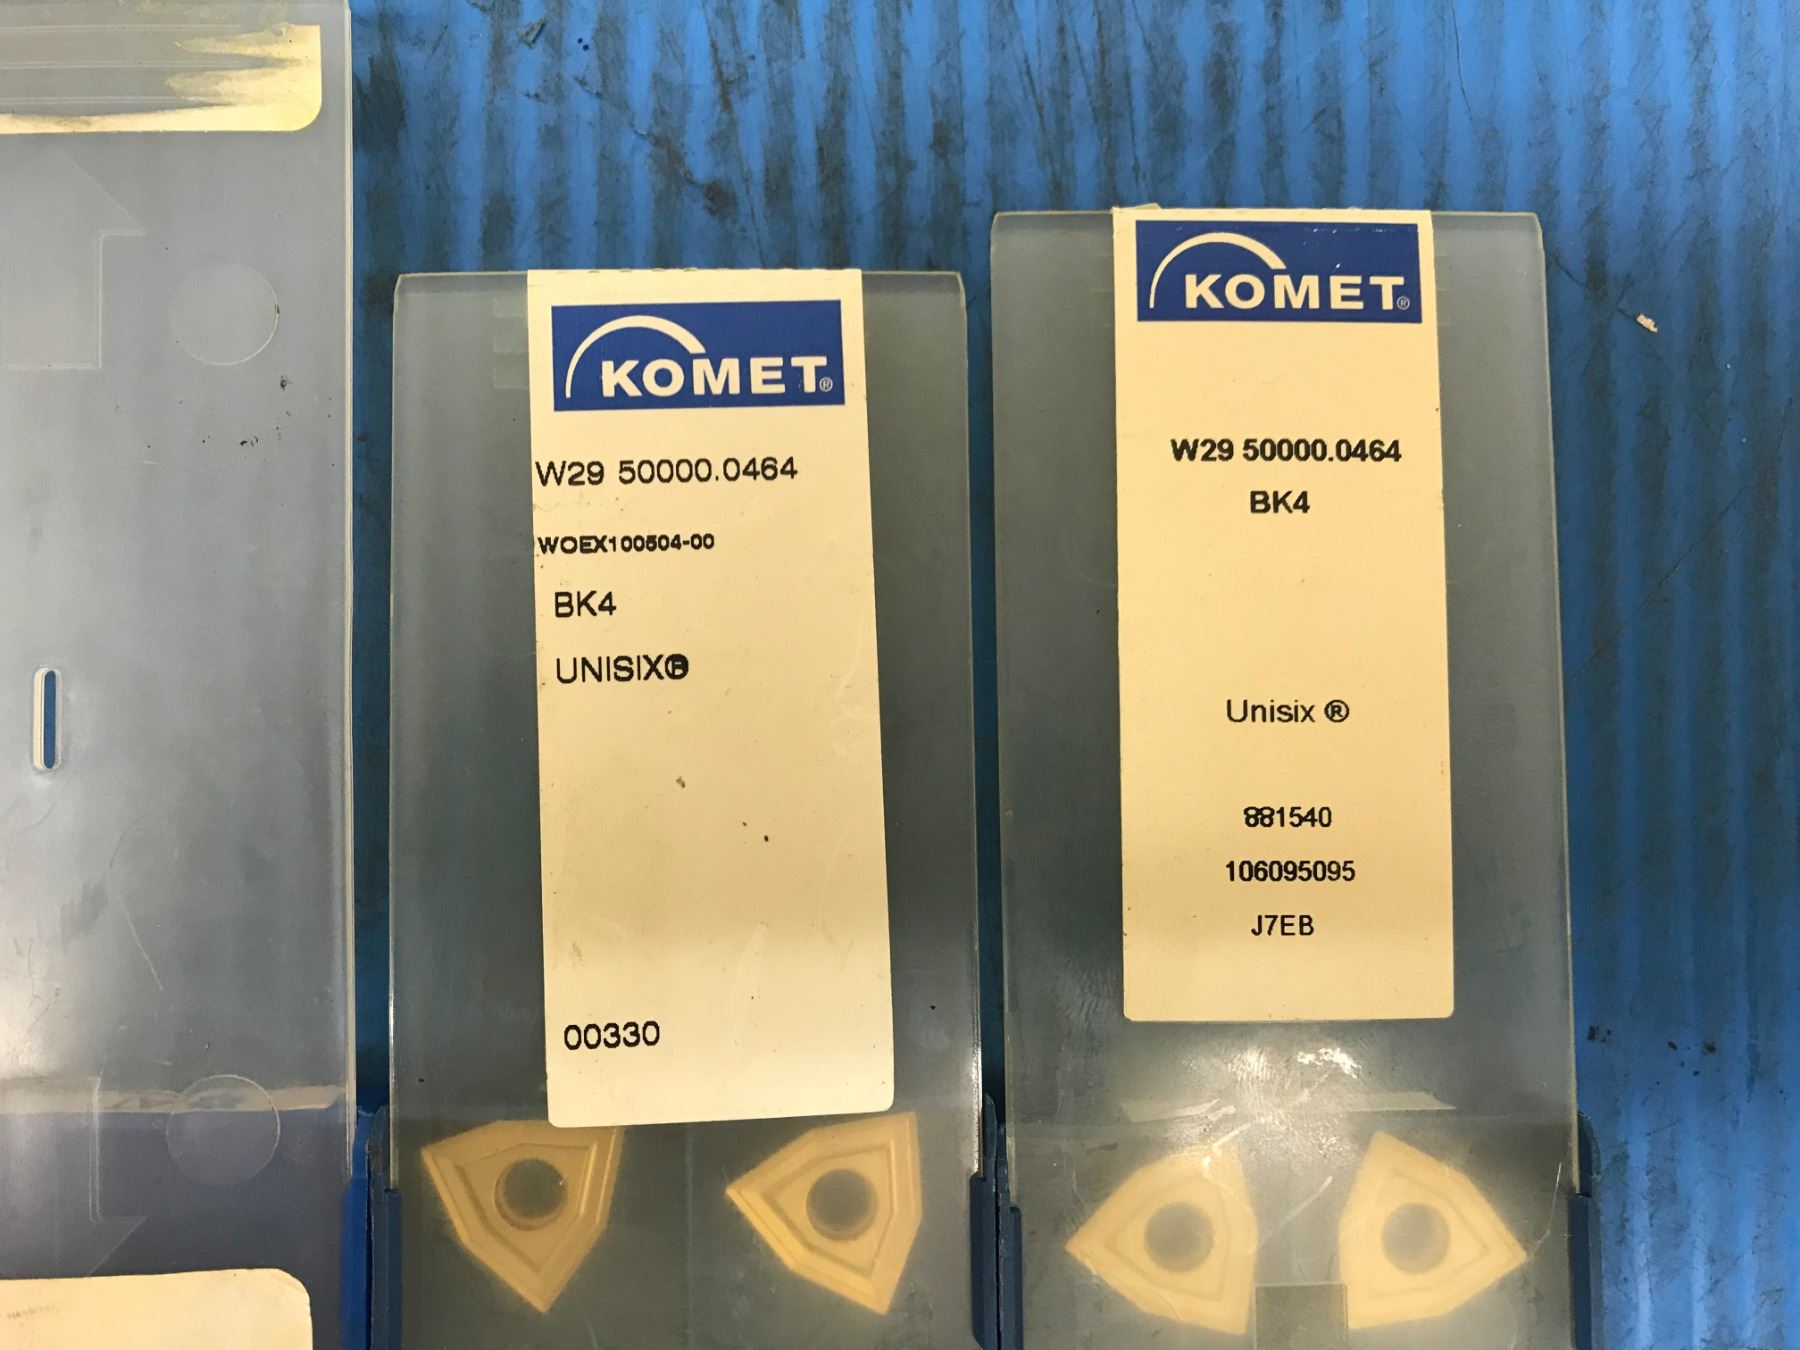 KOMET®
W29 50000.0464
WOEX100504-00
BK4
UNISIX®
00330
KOMET®
W29 50000.0464
BK4
Unisix ®
881540
106095095
J7EB